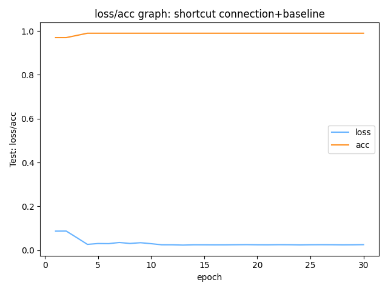 loss/acc graph: shortcut connection+baseline
1.0
0.8
0.6
0.4
0.2
0.0
Test: loss/acc
loss
acc
0 5 10 15 20 25 30
epoch